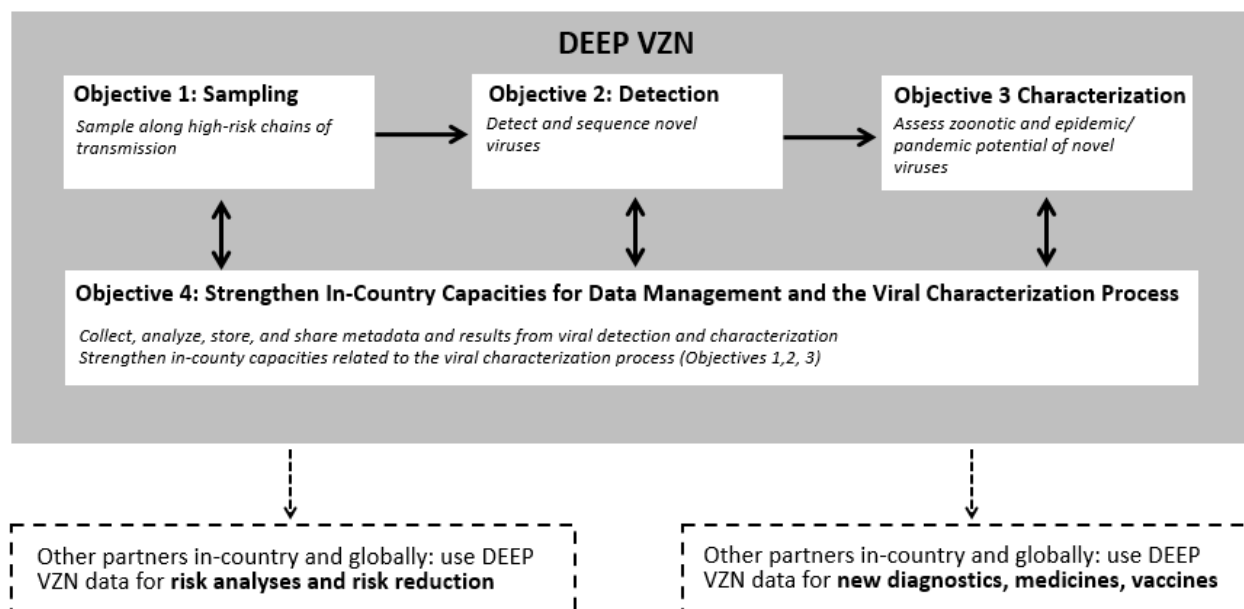 DEEP VZN
Objective 1: Sampling
Sample along high-risk chains of
transmission
Objective 2: Detection
Detect and sequence novel
viruses
Objective 3 Characterization
Assess zoonotic and epidemic/
pandemic potential of novel
viruses
Objective 4: Strengthen In-Country Capacities for Data Management and the Viral Characterization Process
Collect, analyze, store, and share metadata and results from viral detection and characterization
Strengthen in-county capacities related to the viral characterization process (Objectives 1,2, 3)
Other partners in-country and globally: use DEEP
VZN data for risk analyses and risk reduction
Other partners in-country and globally: use DEEP
VZN data for new diagnostics, medicines, vaccines